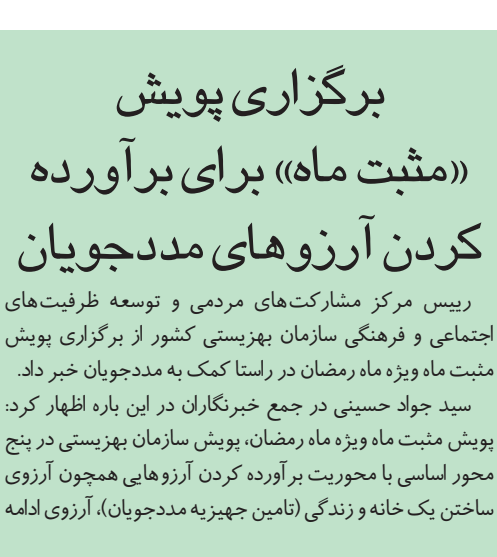 برگزاری پویش
«مثبت ماه» برای برآورده
کردن آرزوهای مددجویان
رییس مرکز مشارکت‌های مردمی و توسعه ظرفیت‌های
اجتماعی و فرهنگی سازمان بهزیستی کشور از برگزاری پویش
مثبت ماه ویژه ماه رمضان در راستا کمک به مددجویان خبر داد.
سید جواد حسینی در جمع خبرنگاران در این باره اظهار کرد:
پویش مثبت ماه ویژه ماه رمضان، پویش سازمان بهزیستی در پنج
محور اساسی با محوریت برآورده کردن آرزوهایی همچون آرزوی
ساختن یک خانه و زندگی (تامین جهیزیه مددجویان)، آرزوی ادامه